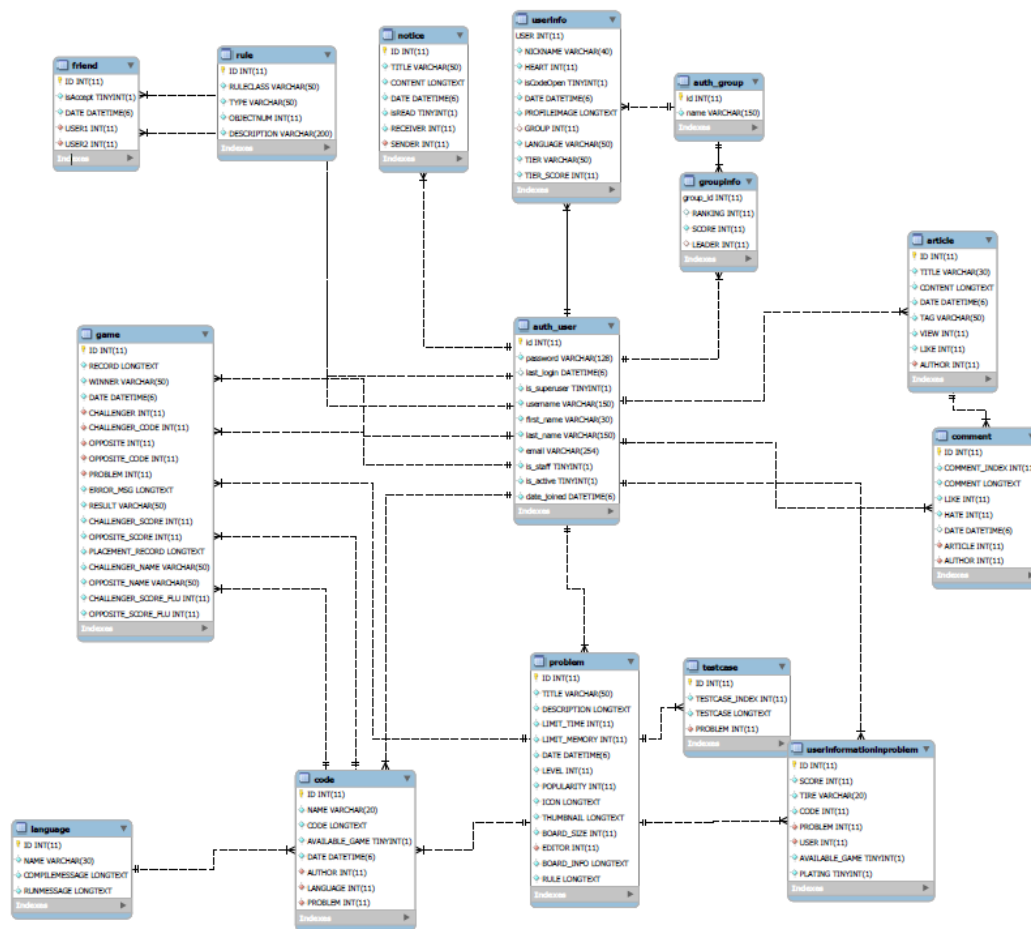 friend
ID INT(11)
isAccept TINYINT(1)
DATE DATETIME(6)
USER1 INT(11)
USER2 INT(11)
Indexes
rule
ID INT(11)
RULECLASS VARCHAR(50)
TYPE VARCHAR(50)
OBJECTNUM INT(11)
DESCRIPTION VARCHAR(200)
Indexes
notice
ID INT(11)
TITLE VARCHAR(50)
CONTENT LONGTEXT
DATE DATETIME(6)
isREAD TINYINT(1)
RECEIVER INT(11)
SENDER INT(11)
Indexes
userinfo
USER INT(11)
NICKNAME VARCHAR(40)
HEART INT(11)
isCodeOpen TINYINT(1)
DATE DATETIME(6)
PROFILEIMAGE LONGTEXT
GROUP INT(11)
LANGUAGE VARCHAR(50)
TIER VARCHAR(50)
TIER_SCORE INT(11)
Indexes
auth_group
id INT(11)
name VARCHAR(150)
Indexes
groupinfo
group_id INT(11)
RANKING INT(11)
SCORE INT(11)
LEADER INT(11)
Indexes
article
ID INT(11)
TITLE VARCHAR(30)
CONTENT LONGTEXT
DATE DATETIME(6)
TAG VARCHAR(50)
VIEW INT(11)
LIKE INT(11)
AUTHOR INT(11)
Indexes
game
ID INT(11)
RECORD LONGTEXT
WINNER VARCHAR(50)
DATE DATETIME(6)
CHALLENGER INT(11)
CHALLENGER_CODE INT(11)
OPPOSITE INT(11)
OPPOSITE_CODE INT(11)
PROBLEM INT(11)
ERROR_MSG LONGTEXT
RESULT VARCHAR(50)
CHALLENGER_SCORE INT(11)
OPPOSITE_SCORE INT(11)
PLACEMENT_RECORD LONGTEXT
CHALLENGER_NAME VARCHAR(50)
OPPOSITE_NAME VARCHAR(50)
CHALLENGER_SCORE_FLU INT(11)
OPPOSITE_SCORE_FLU INT(11)
Indexes
auth_user
id INT(11)
password VARCHAR(128)
last_login DATETIME(6)
is_superuser TINYINT(1)
username VARCHAR(150)
first_name VARCHAR(30)
last_name VARCHAR(150)
email VARCHAR(254)
is_staff TINYINT(1)
is_active TINYINT(1)
date_joined DATETIME(6)
Indexes
comment
ID INT(11)
COMMENT_INDEX INT(11
COMMENT LONGTEXT
LIKE INT(11)
HATE INT(11)
DATE DATETIME(6)
ARTICLE INT(11)
AUTHOR INT(11)
Indexes
problem
ID INT(11)
TITLE VARCHAR(50)
DESCRIPTION LONGTEXT
LIMIT_TIME INT(11)
LIMIT_MEMORY INT(11)
DATE DATETIME(6)
LEVEL INT(11)
POPULARITY INT(11)
ICON LONGTEXT
THUMBNAIL LONGTEXT
BOARD_SIZE INT(11)
EDITOR INT(11)
BOARD_INFO LONGTEXT
RULE LONGTEXT
Indexes
testcase
ID INT(11)
TESTCASE_INDEX INT(11)
TESTCASE LONGTEXT
PROBLEM INT(11)
Indexes
userinformationinproblem
ID INT(11)
SCORE INT(11)
TIRE VARCHAR(20)
CODE INT(11)
PROBLEM INT(11)
USER INT(11)
AVAILABLE_GAME TINYINT(1)
PLATING TINYINT(1)
Indexes
code
ID INT(11)
NAME VARCHAR(20)
CODE LONGTEXT
AVAILABLE_GAME TINYINT(1)
DATE DATETIME(6)
AUTHOR INT(11)
LANGUAGE INT(11)
PROBLEM INT(11)
Indexes
language
ID INT(11)
NAME VARCHAR(30)
COMPILEMESSAGE LONGTEXT
RUNMESSAGE LONGTEXT
Indexes